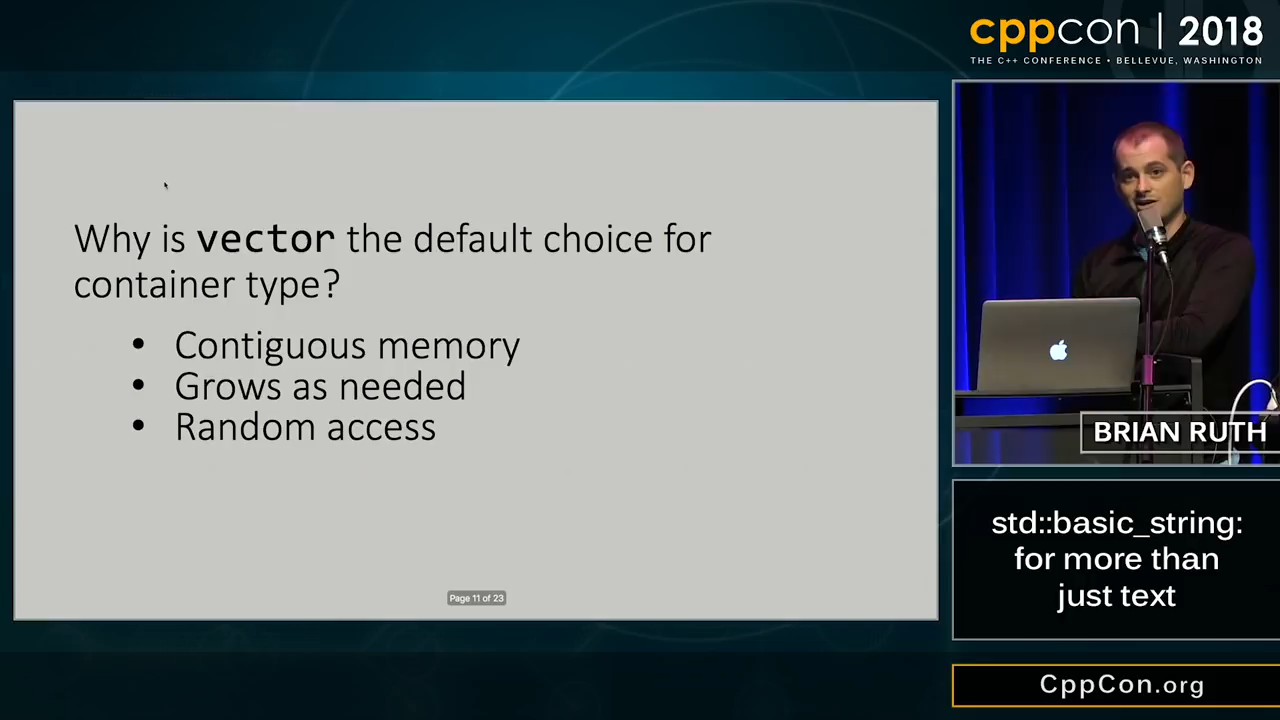 cppcon | 2018
THE C++ CONFERENCE • BELLEVUE, WASHINGTON
Why is vector the default choice for
container type?
• Contiguous memory
• Grows as needed
• Random access
Page 11 of 23
BRIAN RUTH
std::basic_string:
for more than
just text
CppCon.org